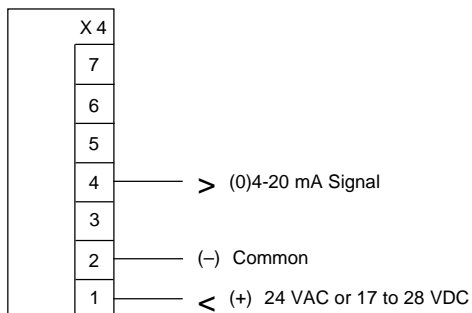 X 4
7
6
5
4 > (0)4-20 mA Signal
3
2 (–) Common
1 < (+) 24 VAC or 17 to 28 VDC